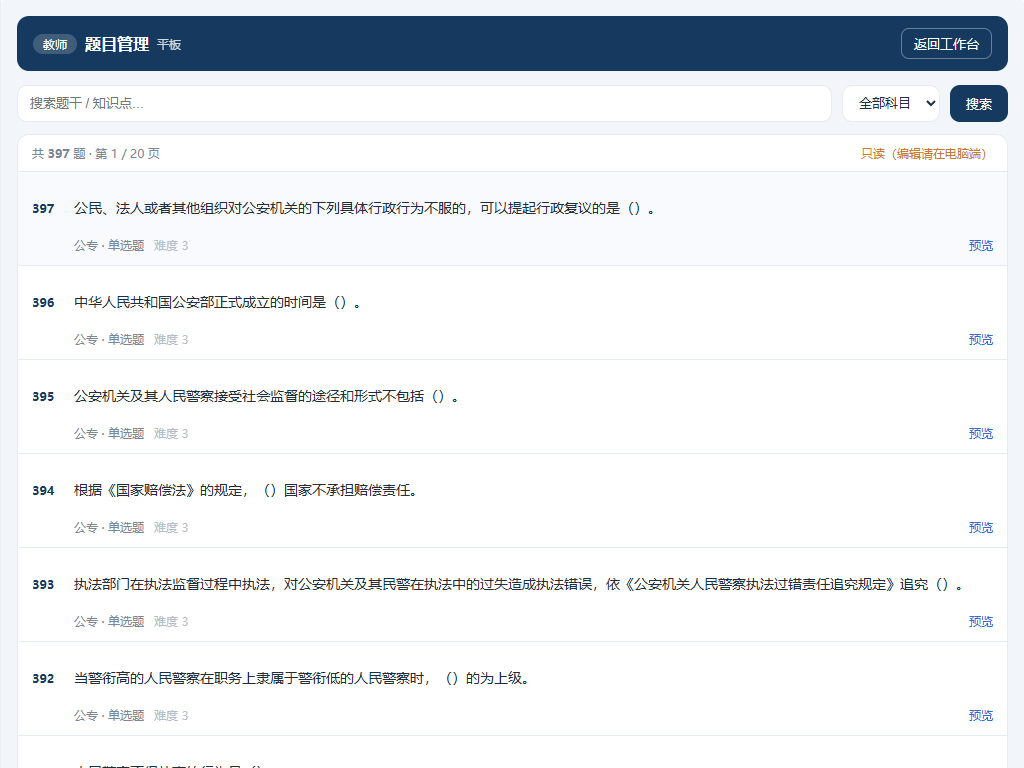 教师 题目管理 平板 返回工作台
搜索题干 / 知识点... 全部科目 搜索
共 397 题 · 第 1 / 20 页 只读（编辑请在电脑端）
397 公民、法人或者其他组织对公安机关的下列具体行政行为不服的，可以提起行政复议的是（）。
公专 · 单选题 难度 3 预览
396 中华人民共和国公安部正式成立的时间是（）。
公专 · 单选题 难度 3 预览
395 公安机关及其人民警察接受社会监督的途径和形式不包括（）。
公专 · 单选题 难度 3 预览
394 根据《国家赔偿法》的规定，（）国家不承担赔偿责任。
公专 · 单选题 难度 3 预览
393 执法部门在执法监督过程中执法，对公安机关及其民警在执法中的过失造成执法错误，依《公安机关人民警察执法过错责任追究规定》追究（）。
公专 · 单选题 难度 3 预览
392 当警衔高的人民警察在职务上隶属于警衔低的人民警察时，（）的为上级。
公专 · 单选题 难度 3 预览